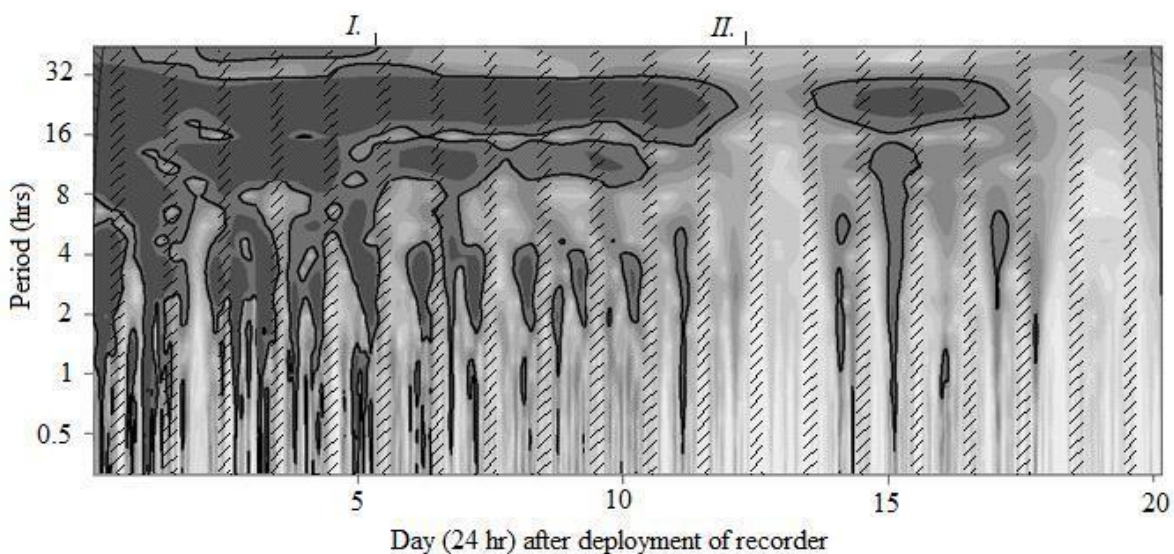 I.
II.
32
16
8
4
2
1
0.5
Period (hrs)
5 10 15 20
Day (24 hr) after deployment of recorder